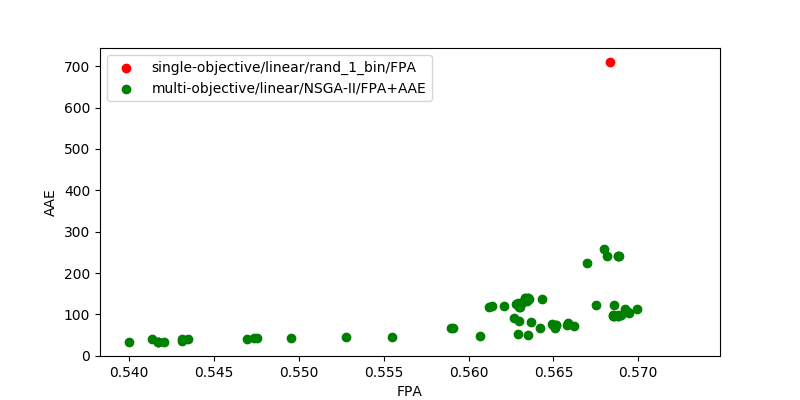 single-objective/linear/rand_1_bin/FPA
multi-objective/linear/NSGA-II/FPA+AAE
700
600
500
400
300
200
100
0
AAE
0.540 0.545 0.550 0.555 0.560 0.565 0.570
FPA